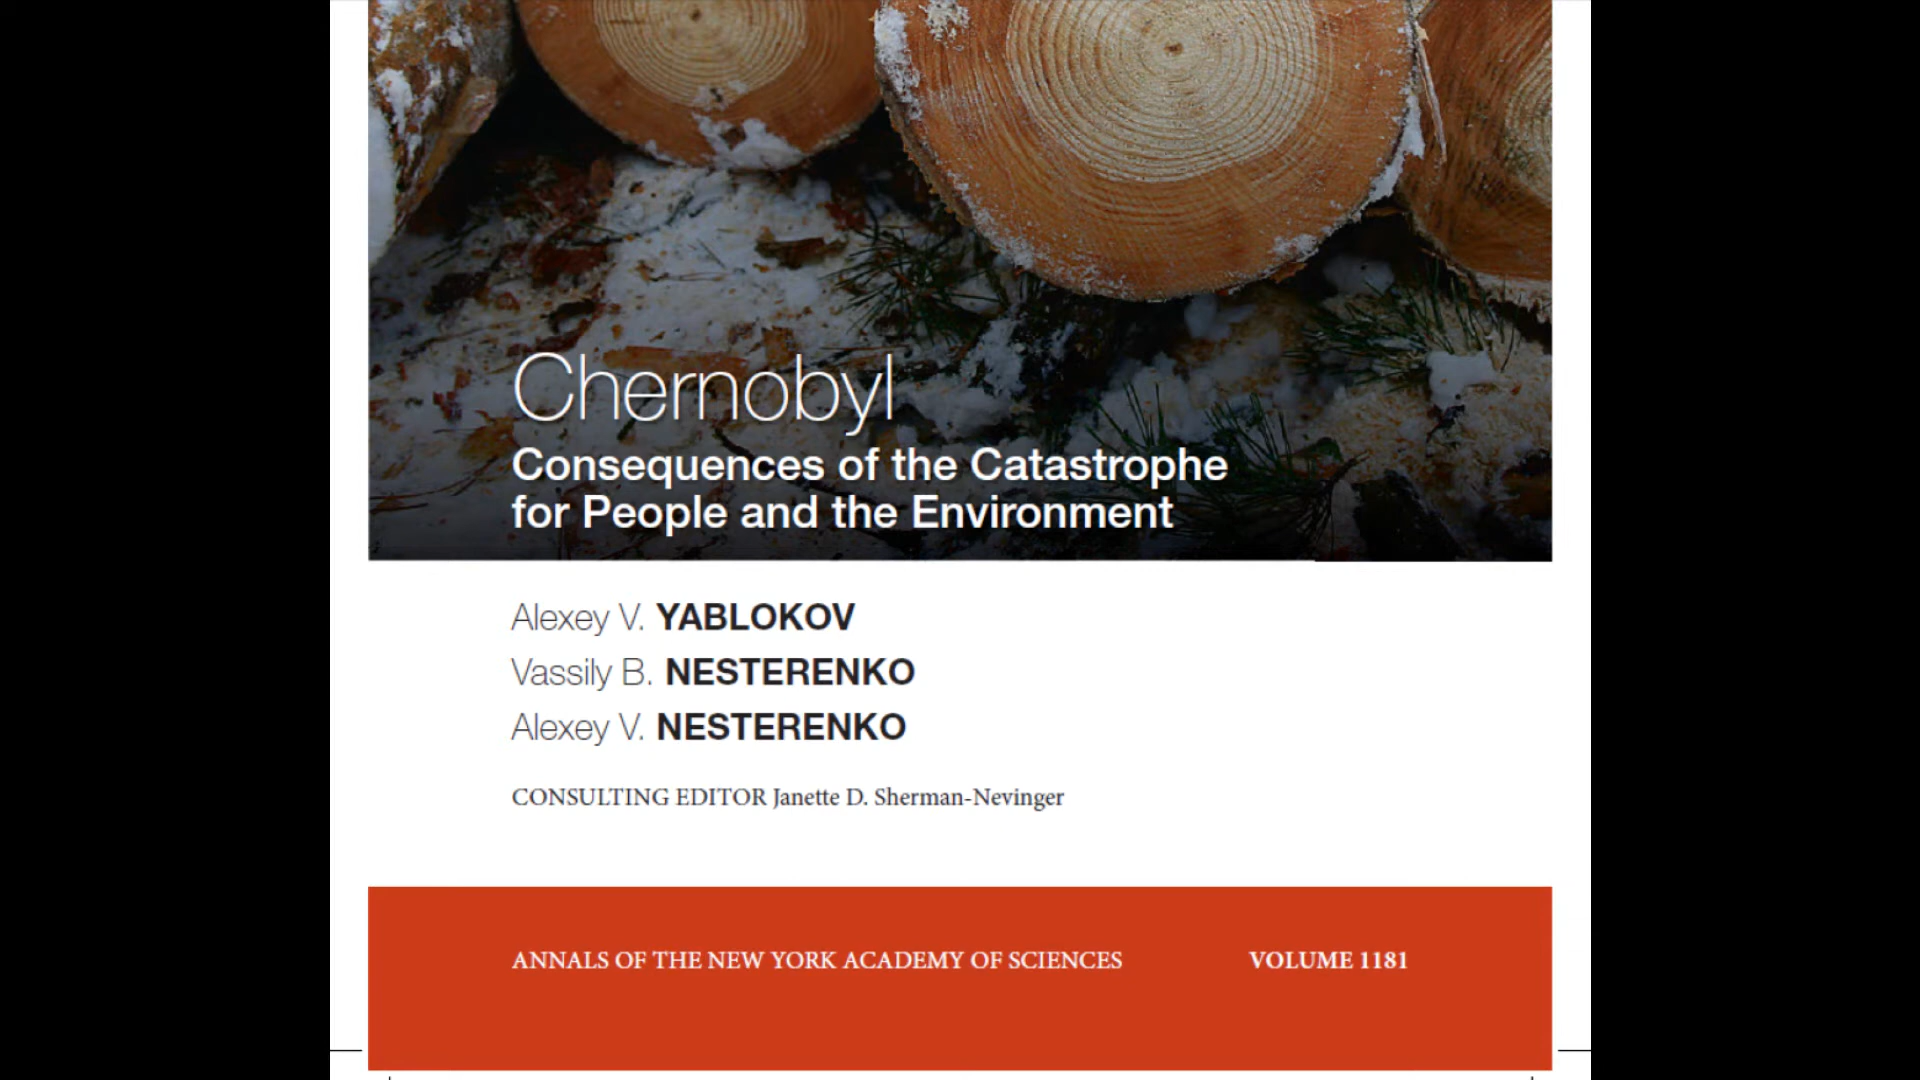 Chernobyl
Consequences of the Catastrophe
for People and the Environment
Alexey V. YABLOKOV
Vassily B. NESTERENKO
Alexey V. NESTERENKO
CONSULTING EDITOR Janette D. Sherman-Nevinger
ANNALS OF THE NEW YORK ACADEMY OF SCIENCES VOLUME 1181